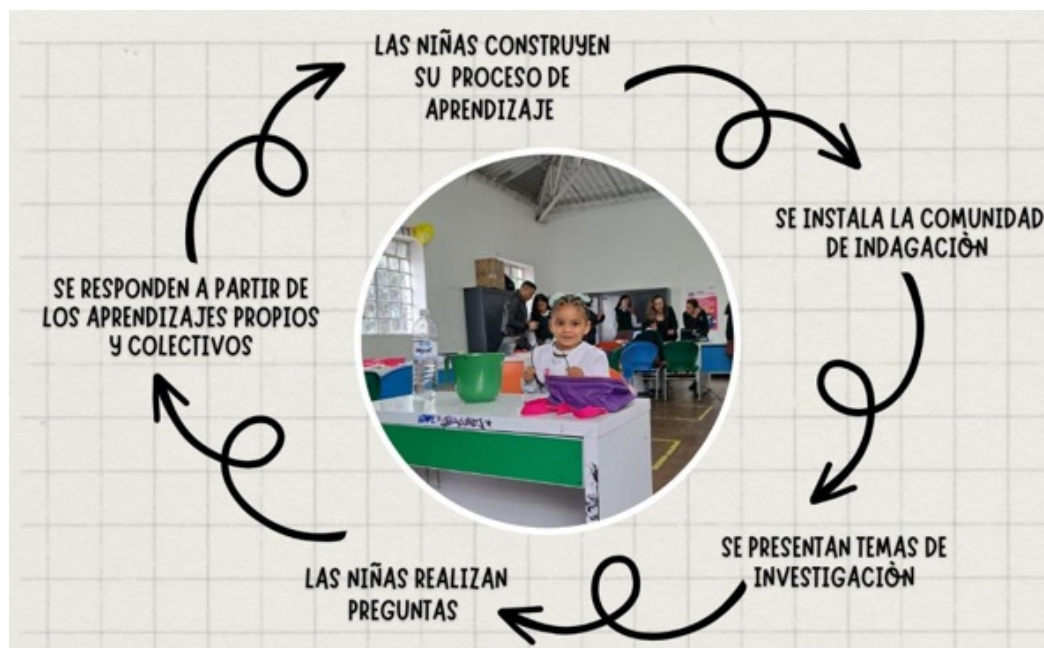 LAS NIÑAS CONSTRUYEN
SU PROCESO DE
APRENDIZAJE
SE INSTALA LA COMUNIDAD
DE INDAGACIÒN
SE PRESENTAN TEMAS DE
INVESTIGACIÒN
LAS NIÑAS REALIZAN
PREGUNTAS
SE RESPONDEN A PARTIR DE
LOS APRENDIZAJES PROPIOS
Y COLECTIVOS